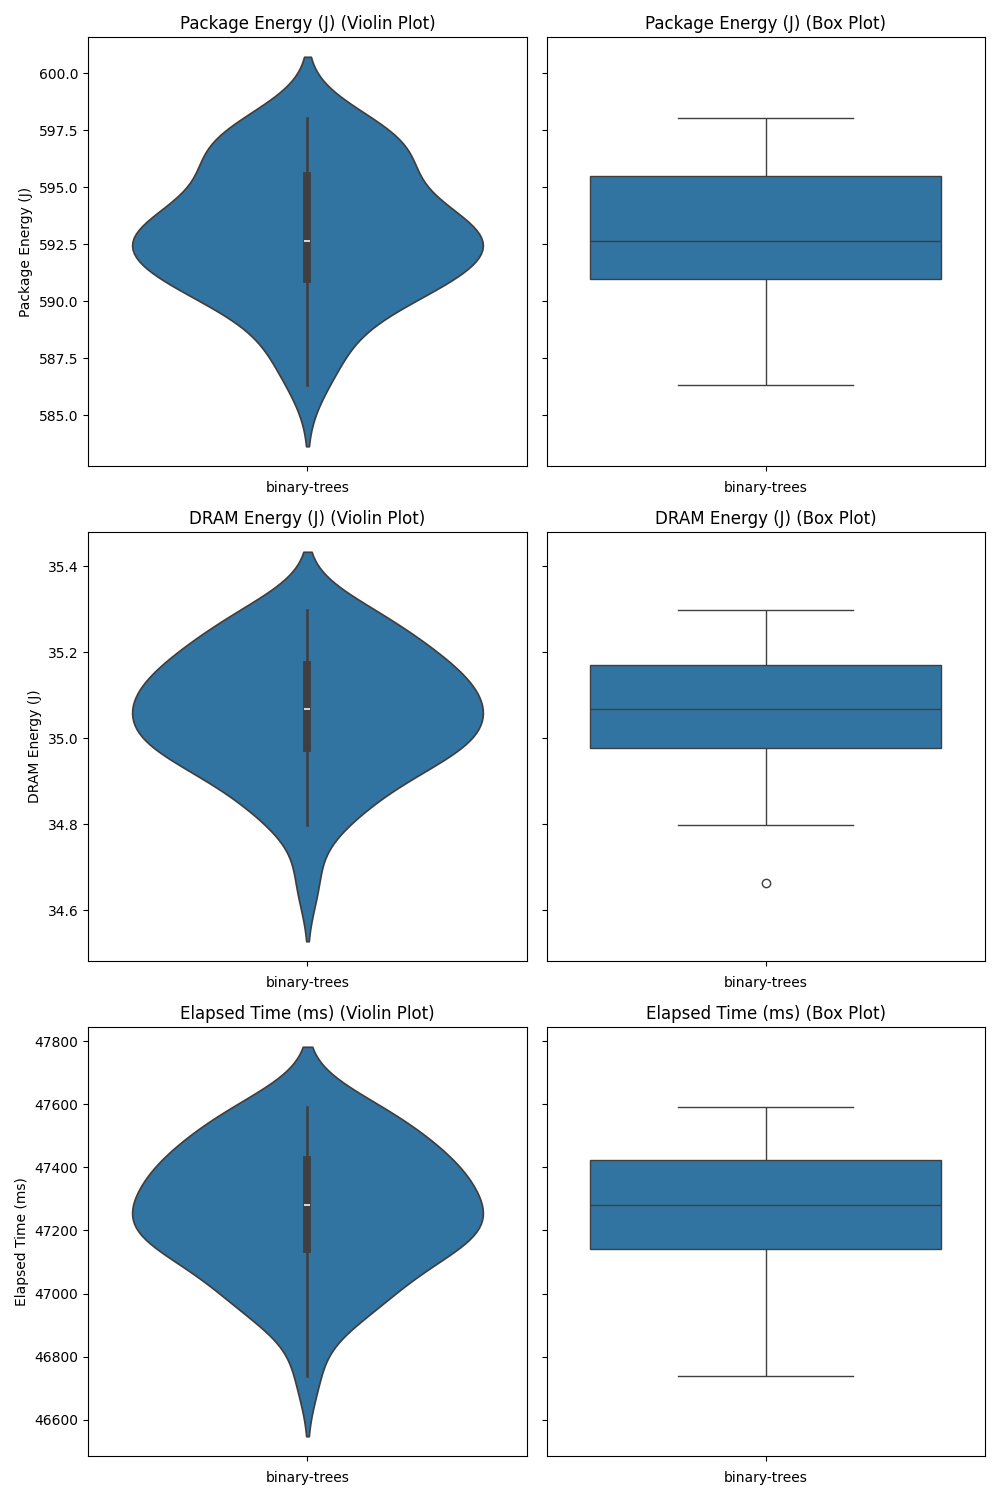 Package Energy (J) (Violin Plot)
Package Energy (J) (Box Plot)
Package Energy (J)
600.0
597.5
595.0
592.5
590.0
587.5
585.0
binary-trees
binary-trees
DRAM Energy (J) (Violin Plot)
DRAM Energy (J) (Box Plot)
DRAM Energy (J)
35.4
35.2
35.0
34.8
34.6
binary-trees
binary-trees
Elapsed Time (ms) (Violin Plot)
Elapsed Time (ms) (Box Plot)
Elapsed Time (ms)
47800
47600
47400
47200
47000
46800
46600
binary-trees
binary-trees